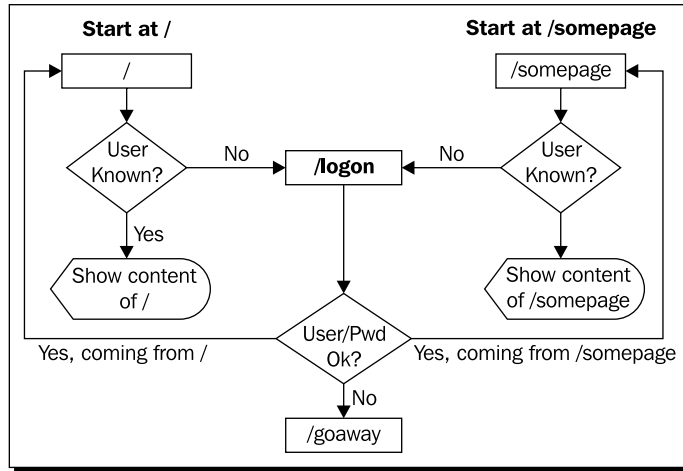 Start at /
Start at /somepage
/
/somepage
User
Known?
No
/logon
No
User
Known?
Yes
Show content
of /
Show content
of /somepage
User/Pwd
Ok?
Yes, coming from /
Yes, coming from /somepage
No
/goaway